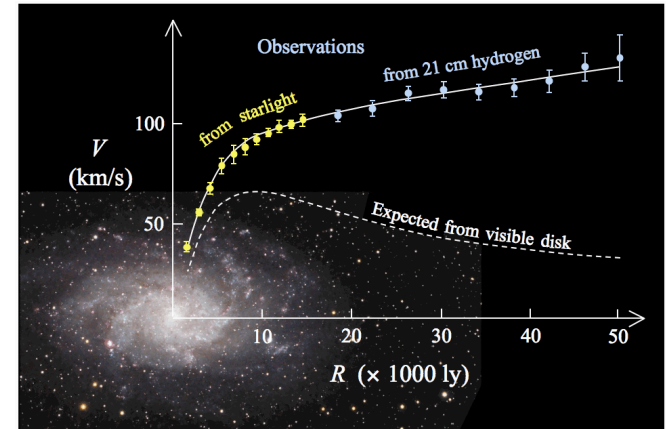 Observations
from 21 cm hydrogen
from starlight
100
V
(km/s)
50
Expected from visible disk
10
20
30
40
50
R (× 1000 ly)